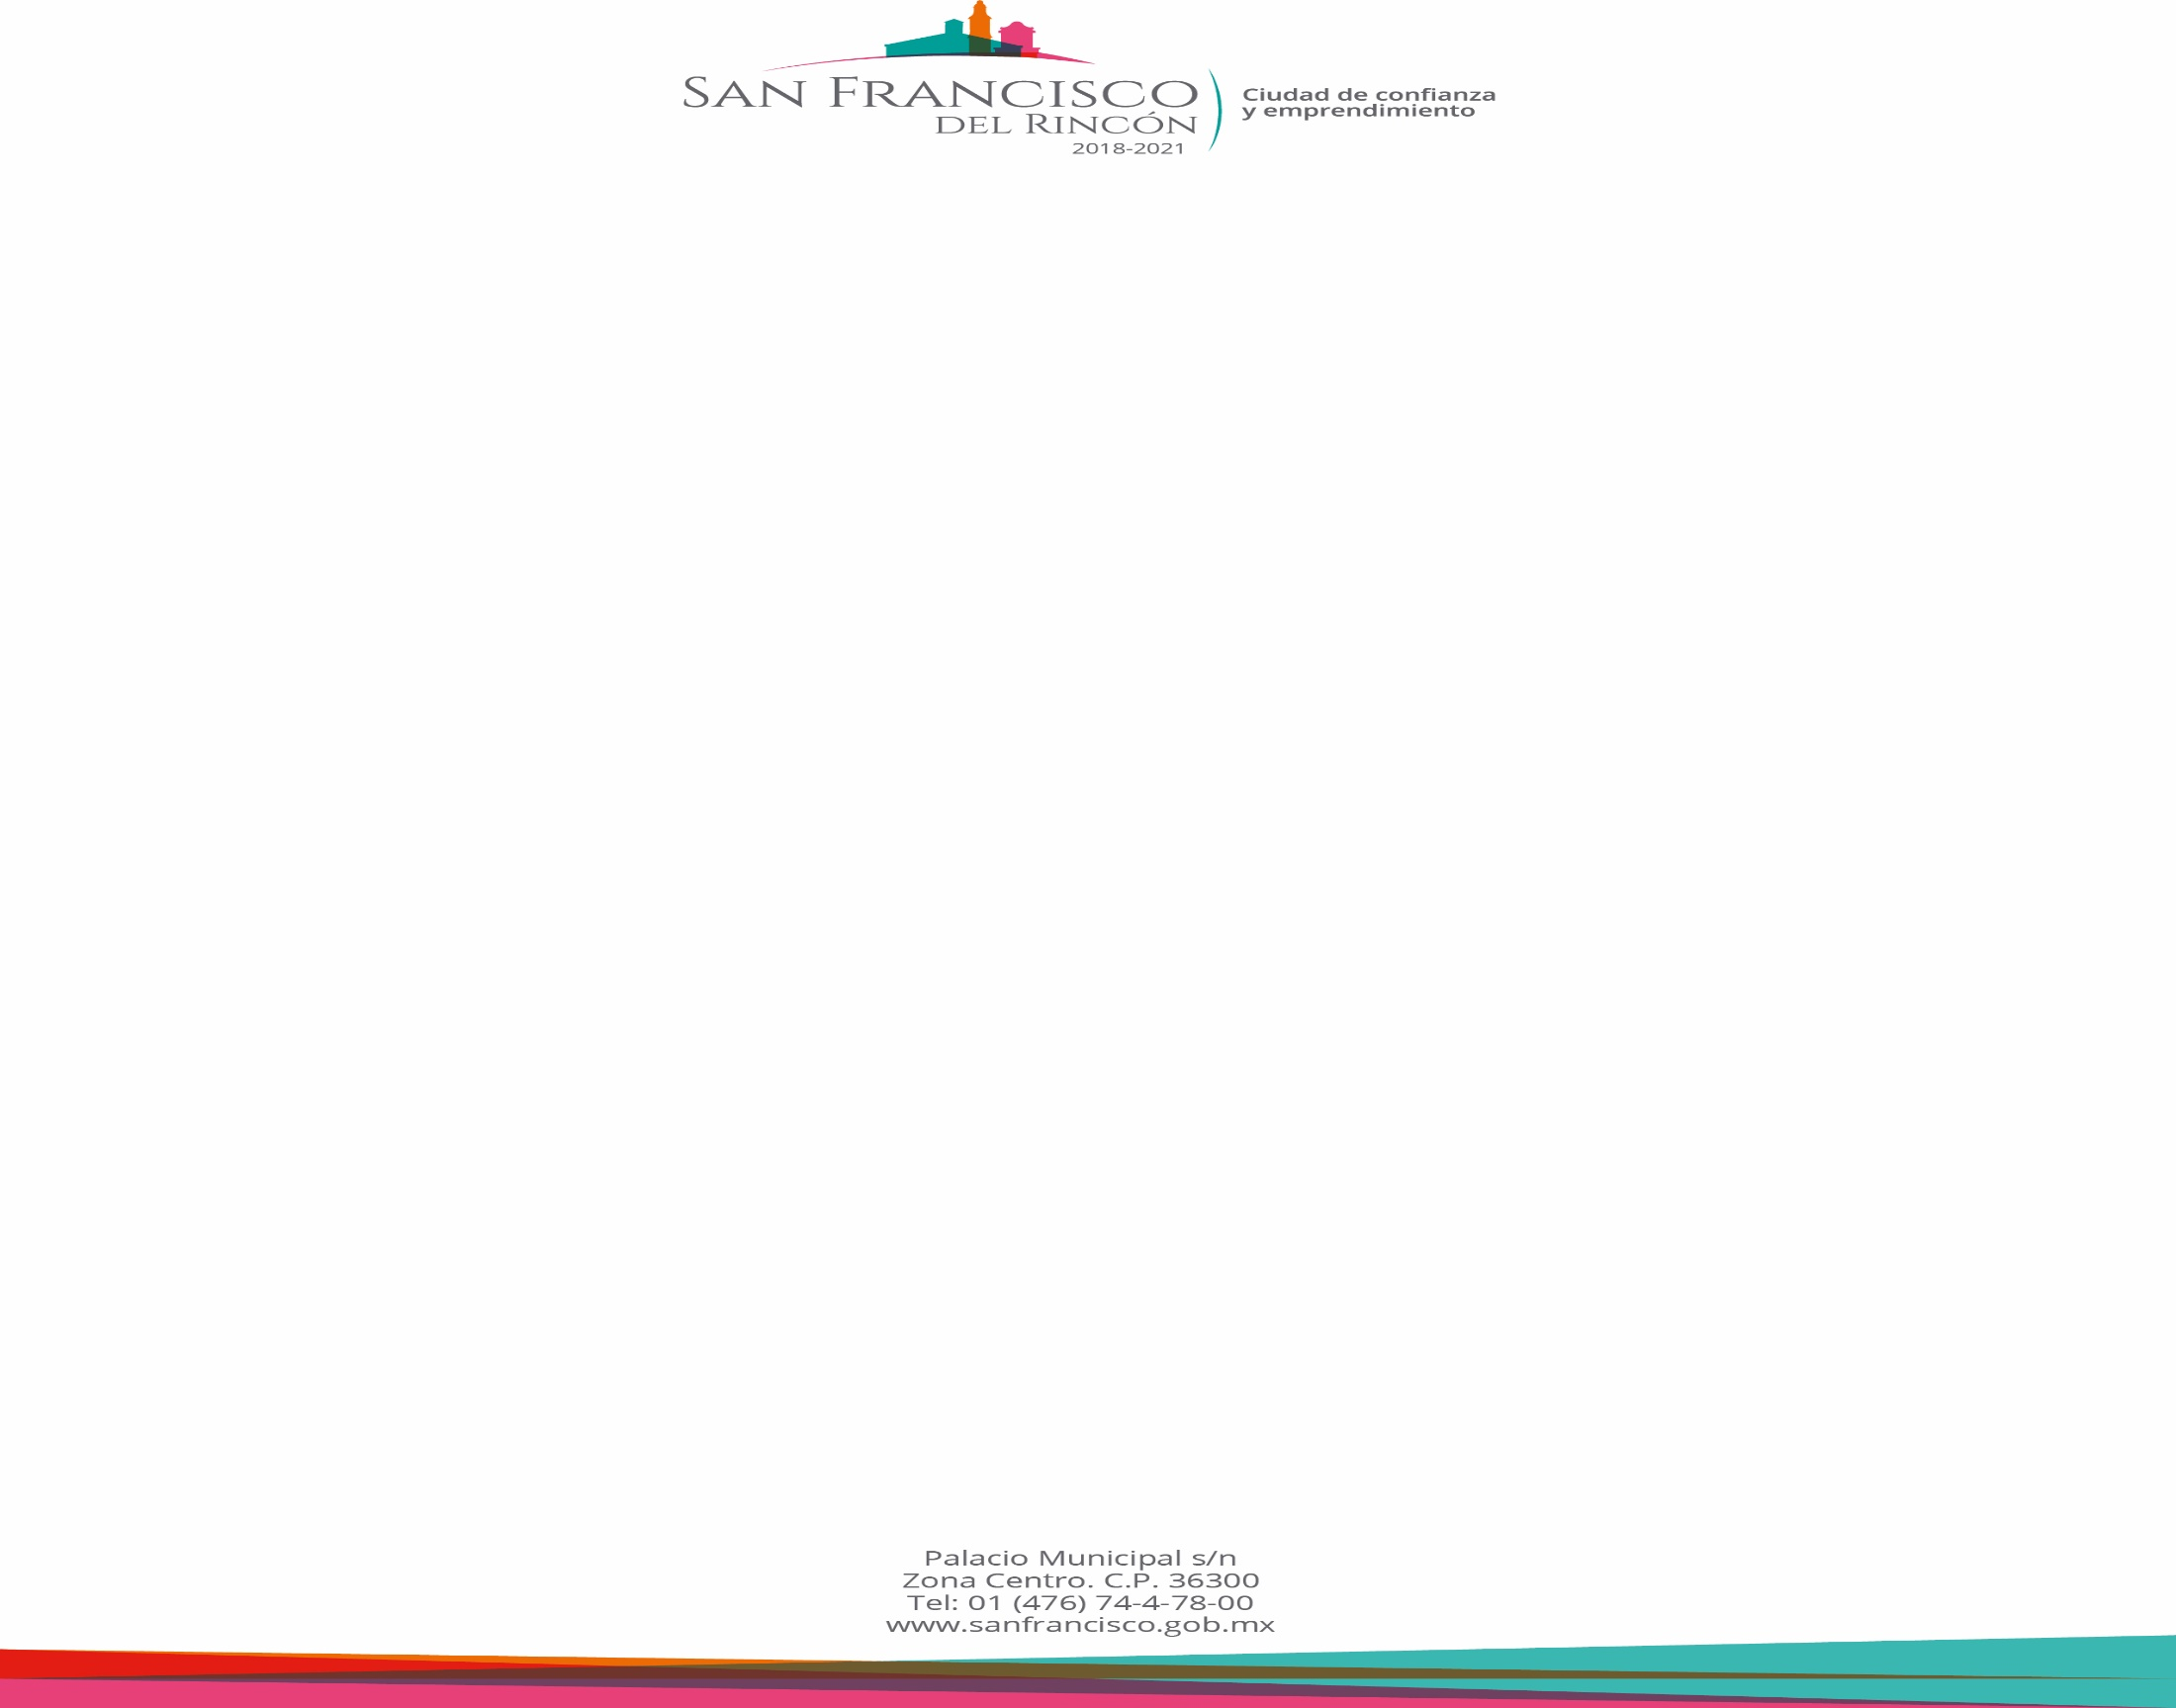 SAN FRANCISCO
DEL RINCÓN
2018-2021
Ciudad de confianza
y emprendimiento
Palacio Municipal s/n
Zona Centro. C.P. 36300
Tel: 01 (476) 74-4-78-00
www.sanfrancisco.gob.mx